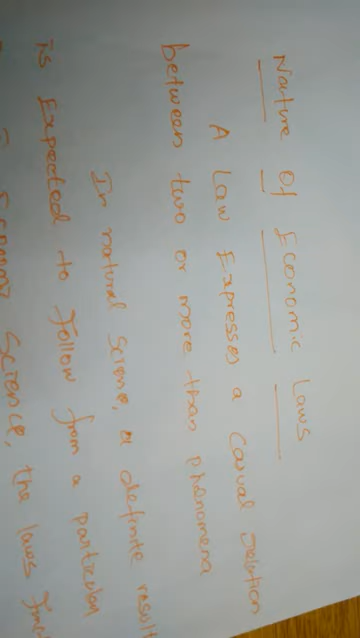 Nature Of Economic Laws
A Law Expresses a Casual relation
between two or more than phenomena
In natural science, a definite result
is Expected to Follow from a particular
Science, the laws